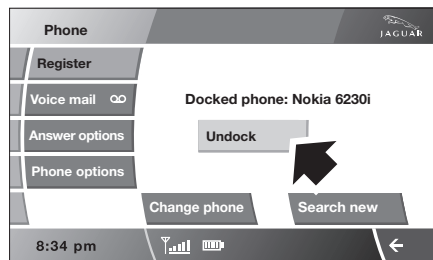 Phone
JAGUAR
Register
Voice mail
Docked phone: Nokia 6230i
Answer options
Undock
Phone options
Change phone
Search new
8:34 pm